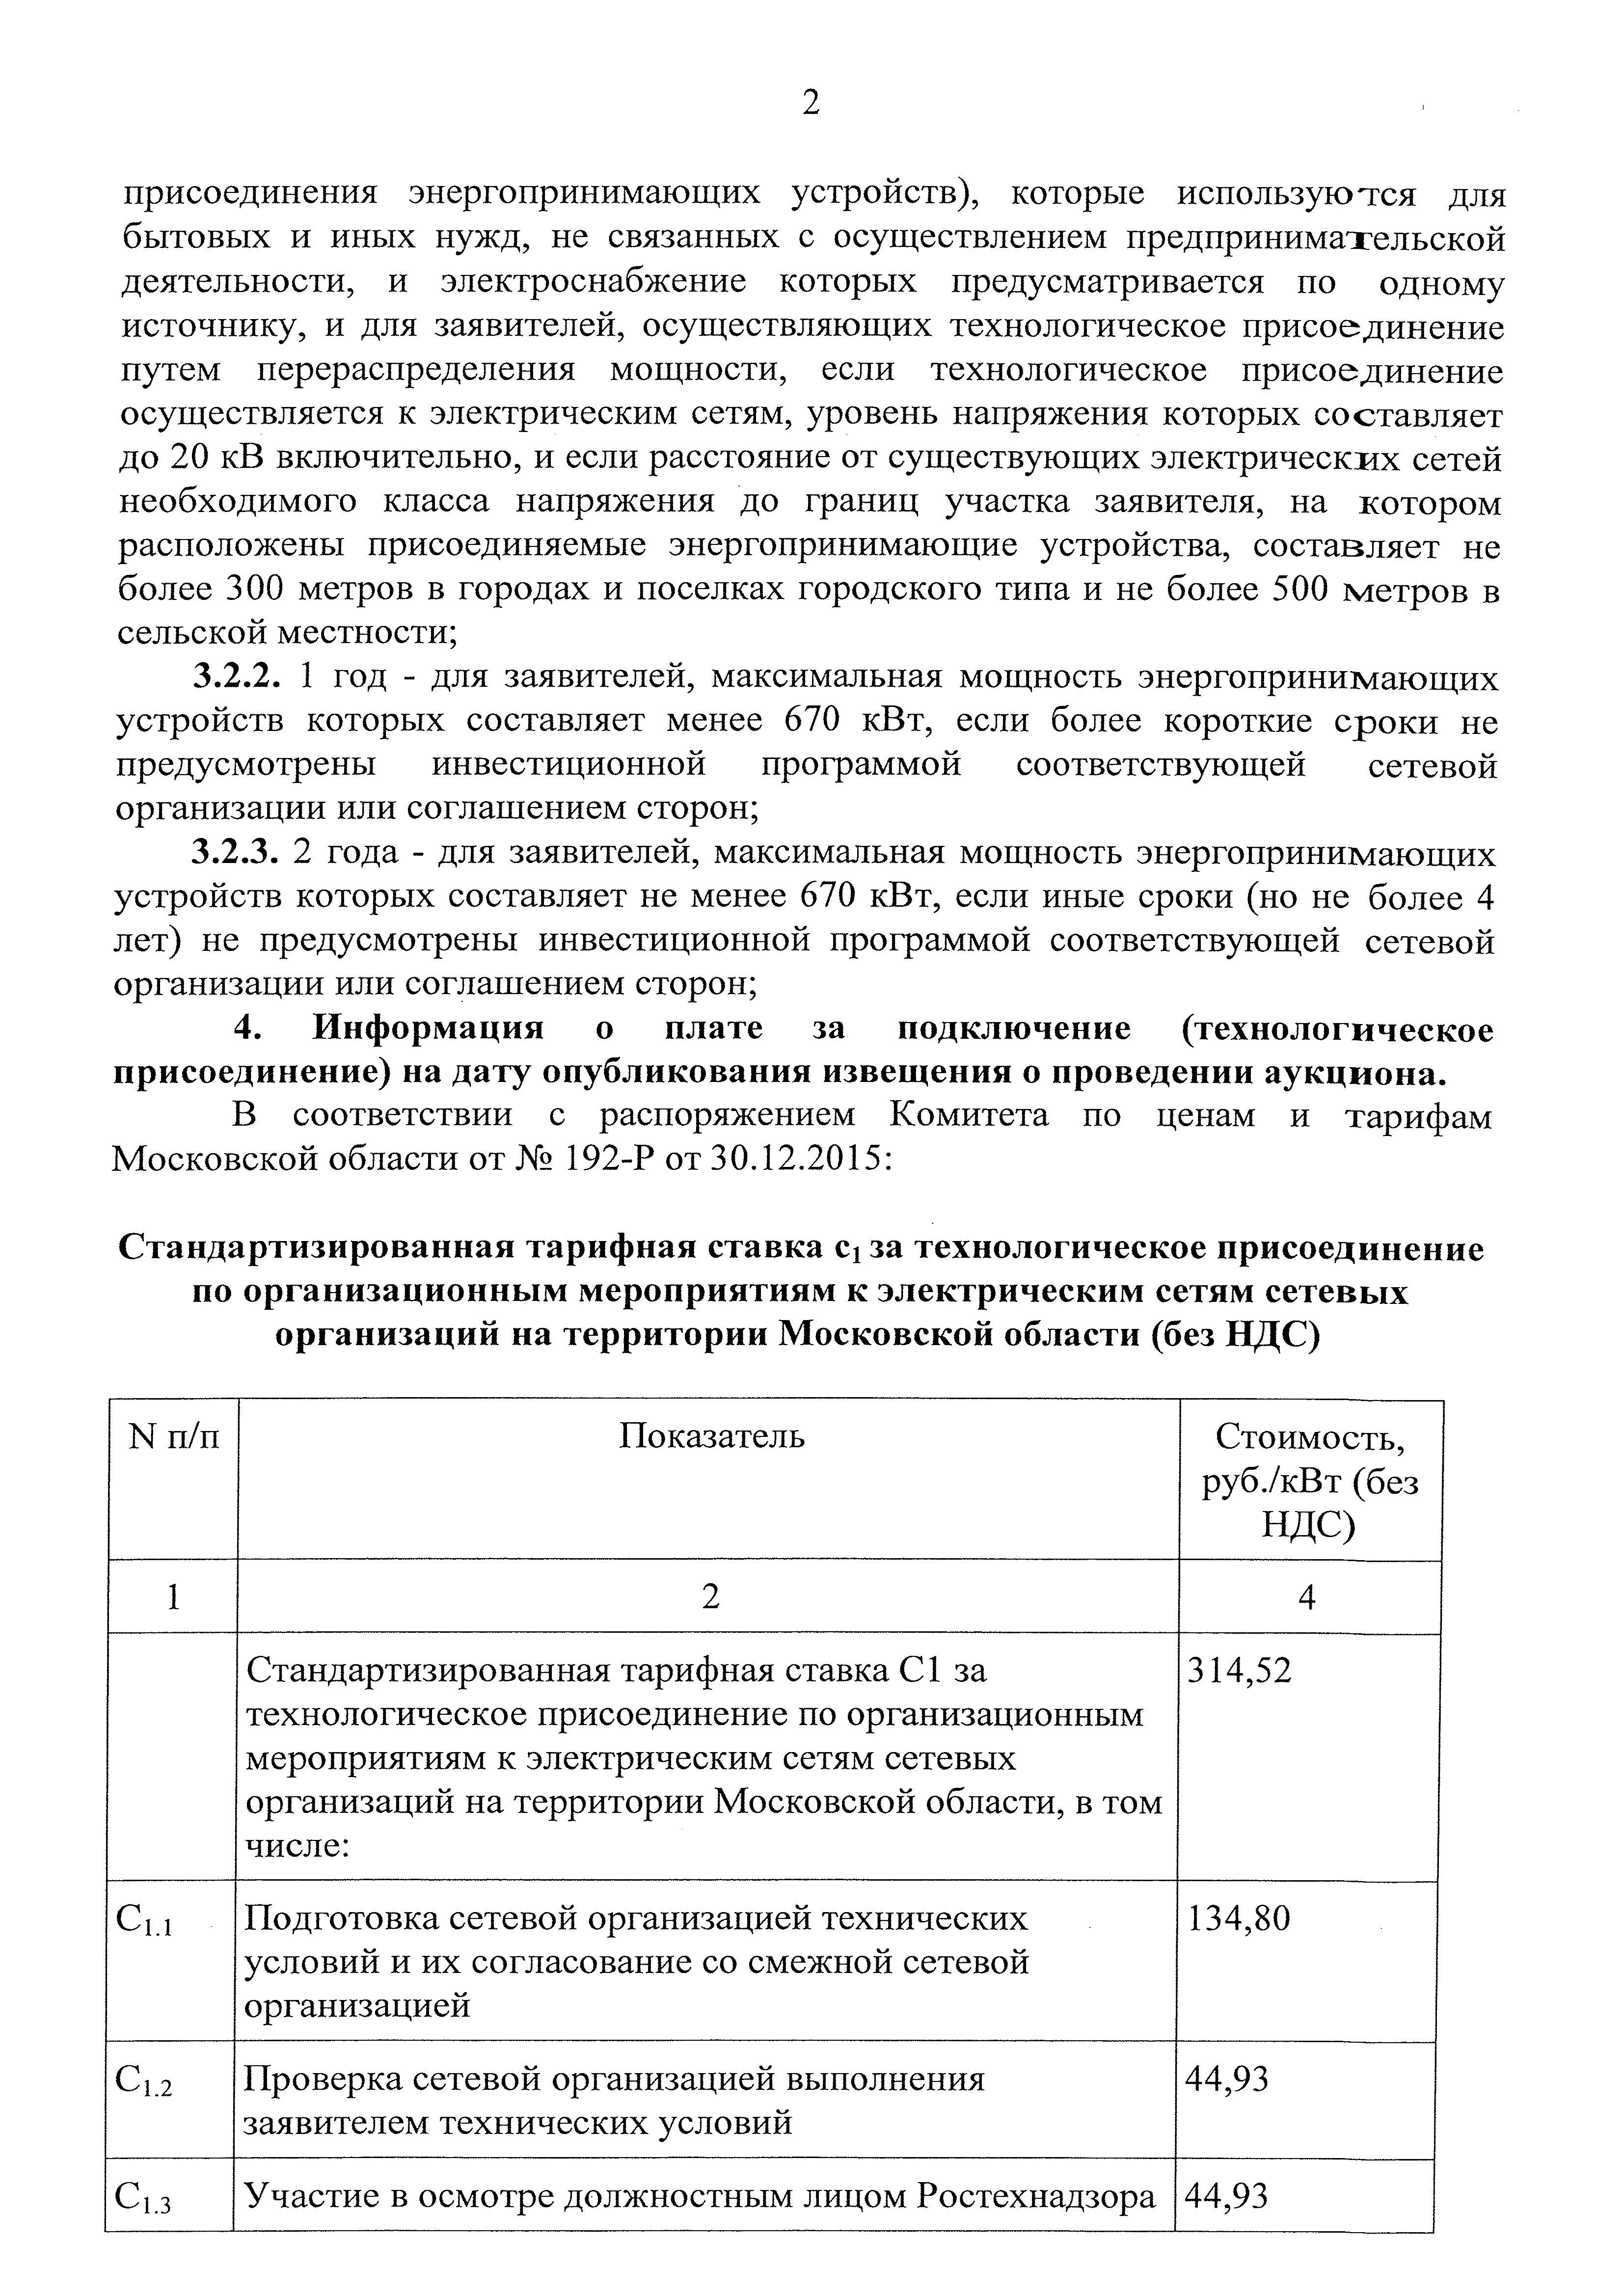 2
присоединения энергопринимающих устройств), которые используются для
бытовых и иных нужд, не связанных с осуществлением предпринимательской
деятельности, и электроснабжение которых предусматривается по одному
источнику, и для заявителей, осуществляющих технологическое присоединение
путем перераспределения мощности, если технологическое присоединение
осуществляется к электрическим сетям, уровень напряжения которых составляет
до 20 кВ включительно, и если расстояние от существующих электрических сетей
необходимого класса напряжения до границ участка заявителя, на котором
расположены присоединяемые энергопринимающие устройства, составляет не
более 300 метров в городах и поселках городского типа и не более 500 метров в
сельской местности;
3.2.2. 1 год - для заявителей, максимальная мощность энергопринимающих
устройств которых составляет менее 670 кВт, если более короткие сроки не
предусмотрены инвестиционной программой соответствующей сетевой
организации или соглашением сторон;
3.2.3. 2 года - для заявителей, максимальная мощность энергопринимающих
устройств которых составляет не менее 670 кВт, если иные сроки (но не более 4
лет) не предусмотрены инвестиционной программой соответствующей сетевой
организации или соглашением сторон;
4. Информация о плате за подключение (технологическое
присоединение) на дату опубликования извещения о проведении аукциона.
В соответствии с распоряжением Комитета по ценам и тарифам
Московской области от № 192-Р от 30.12.2015:
Стандартизированная тарифная ставка с1 за технологическое присоединение
по организационным мероприятиям к электрическим сетям сетевых
организаций на территории Московской области (без НДС)
N п/п Показатель Стоимость,
руб./кВт (без
НДС)
1 2 4
Стандартизированная тарифная ставка С1 за 314,52
технологическое присоединение по организационным
мероприятиям к электрическим сетям сетевых
организаций на территории Московской области, в том
числе:
С1.1 Подготовка сетевой организацией технических 134,80
условий и их согласование со смежной сетевой
организацией
С1.2 Проверка сетевой организацией выполнения 44,93
заявителем технических условий
С1.3 Участие в осмотре должностным лицом Ростехнадзора 44,93